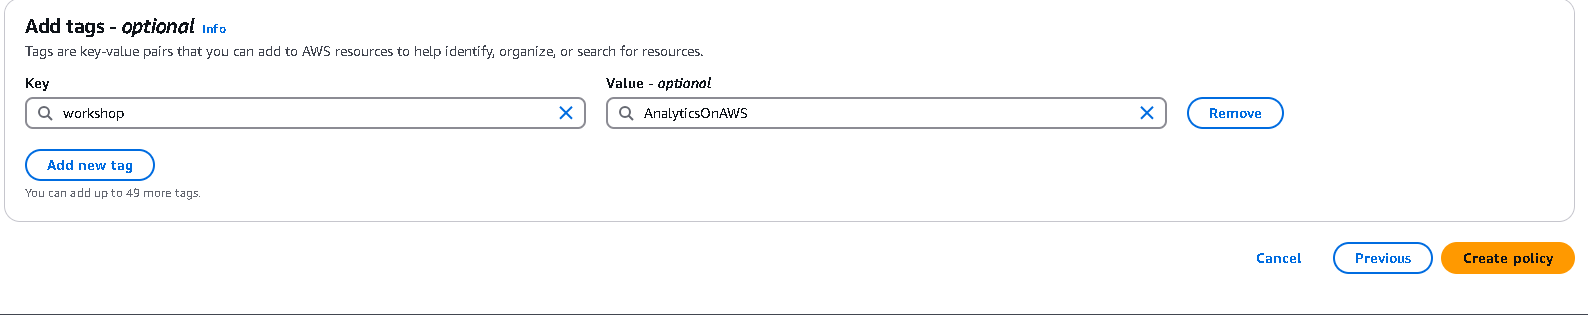 Add tags - optional Info
Tags are key-value pairs that you can add to AWS resources to help identify, organize, or search for resources.
Key Value - optional
workshop AnalyticsOnAWS Remove
Add new tag
You can add up to 49 more tags.
Cancel Previous Create policy